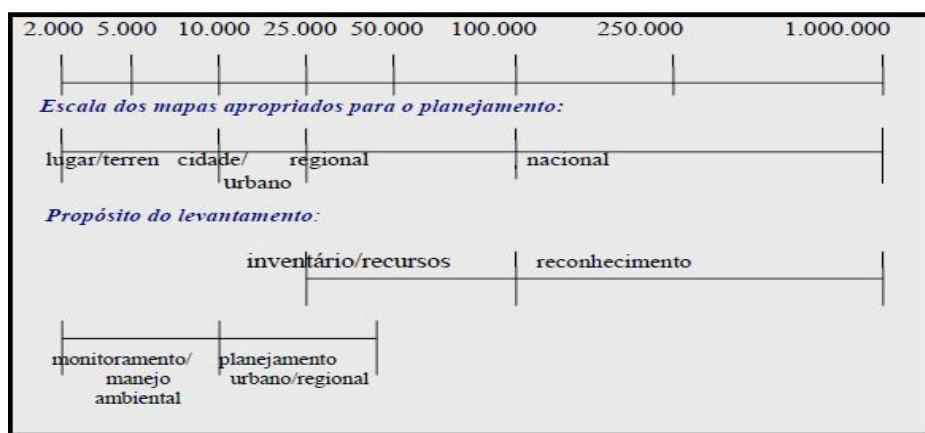 2.000 5.000 10.000 25.000 50.000 100.000 250.000 1.000.000
Escala dos mapas apropriados para o planejamento:
lugar/terren cidade/ regional nacional
urbano
Propósito do levantamento:
inventário/recursos reconhecimento
monitoramento/ planejamento
manejo urbano/regional
ambiental